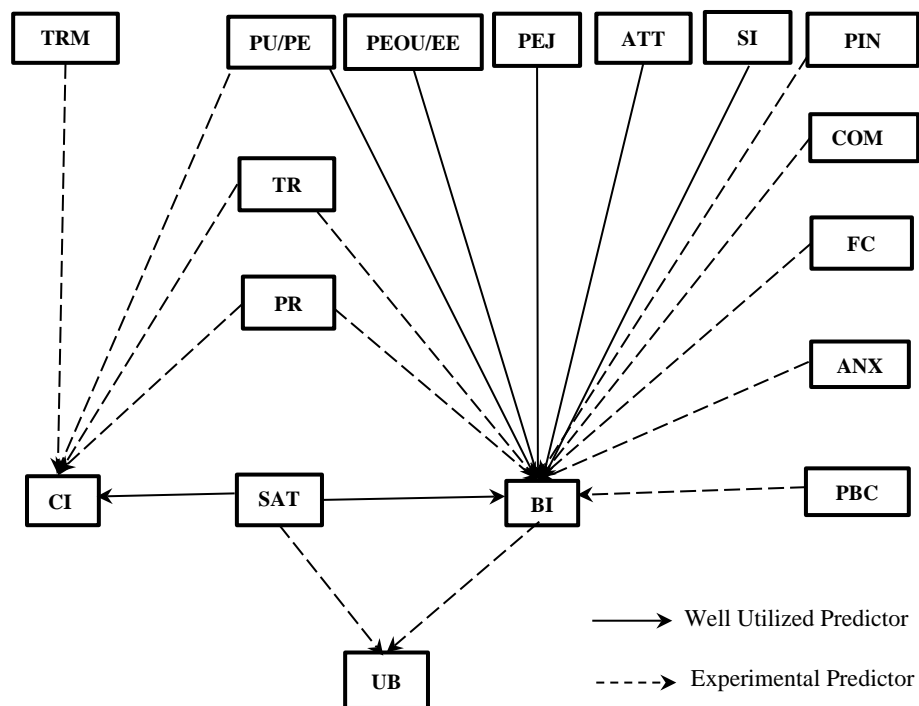 TRM
PU/PE
PEOU/EE
PEJ
ATT
SI
PIN
COM
TR
FC
PR
ANX
CI
SAT
BI
PBC
Well Utilized Predictor
UB
Experimental Predictor